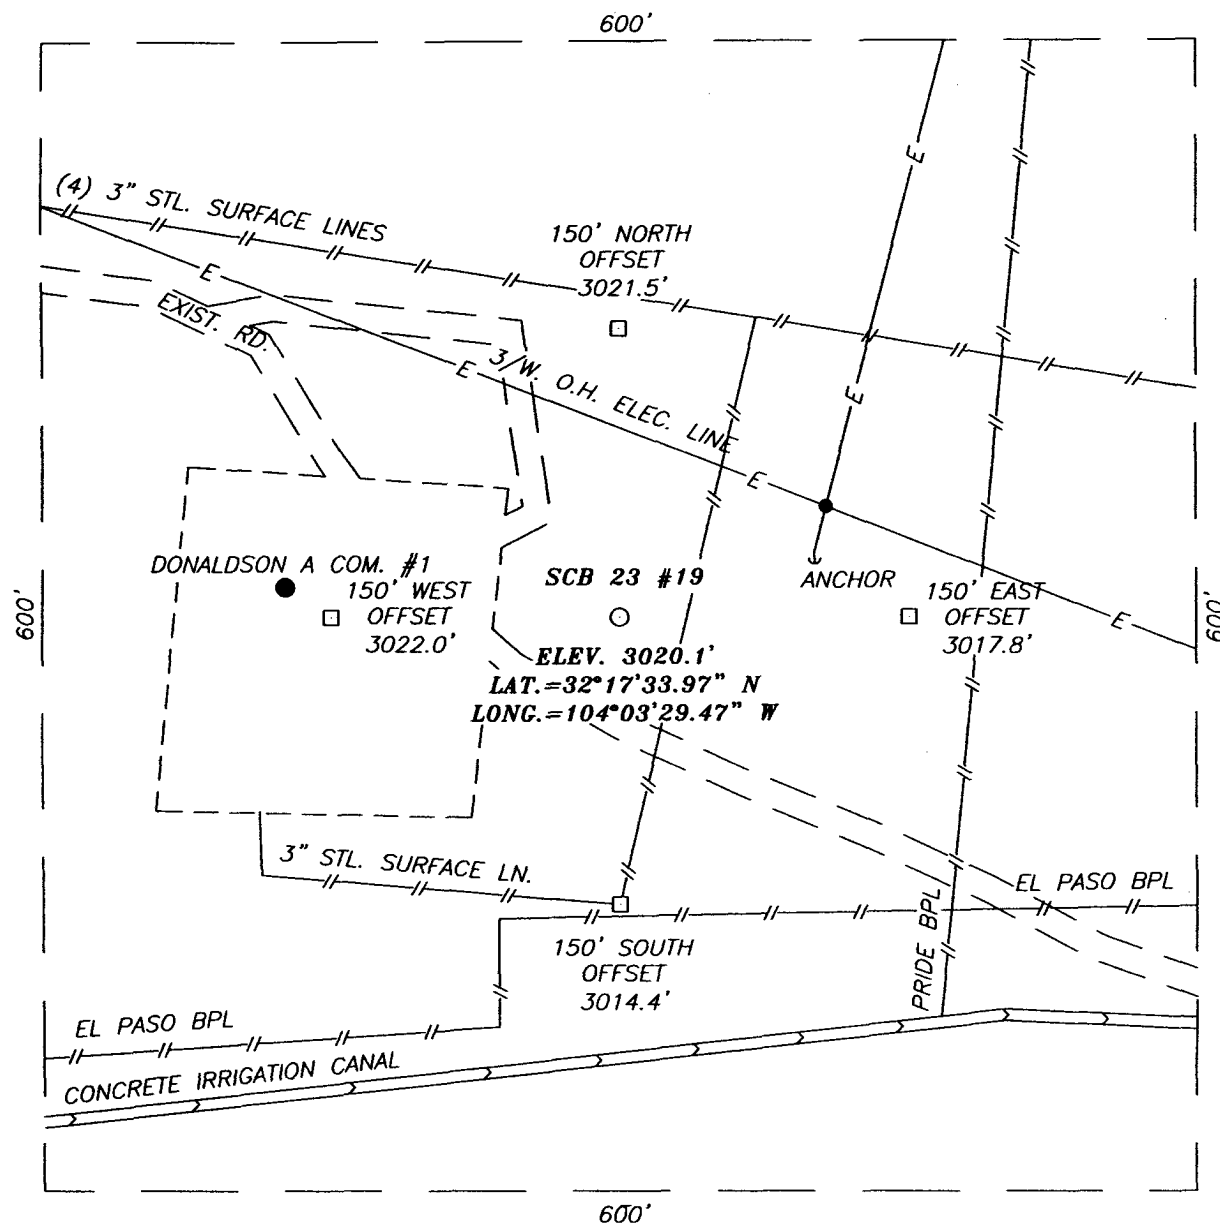 600'
(4) 3" STL. SURFACE LINES
150' NORTH
OFFSET
3021.5'
E
E
EXIST. RD.
3/W. O.H. ELEC. LINE
E
E
E
DONALDSON A COM. #1
150' WEST
OFFSET
3022.0'
SCB 23 #19
ANCHOR
150' EAST
OFFSET
3017.8'
E
600'
600'
ELEV. 3020.1'
LAT.=32°17'33.97" N
LONG.=104°03'29.47" W
3" STL. SURFACE LN.
EL PASO BPL
PRIDE BPL
150' SOUTH
OFFSET
3014.4'
EL PASO BPL
CONCRETE IRRIGATION CANAL
600'